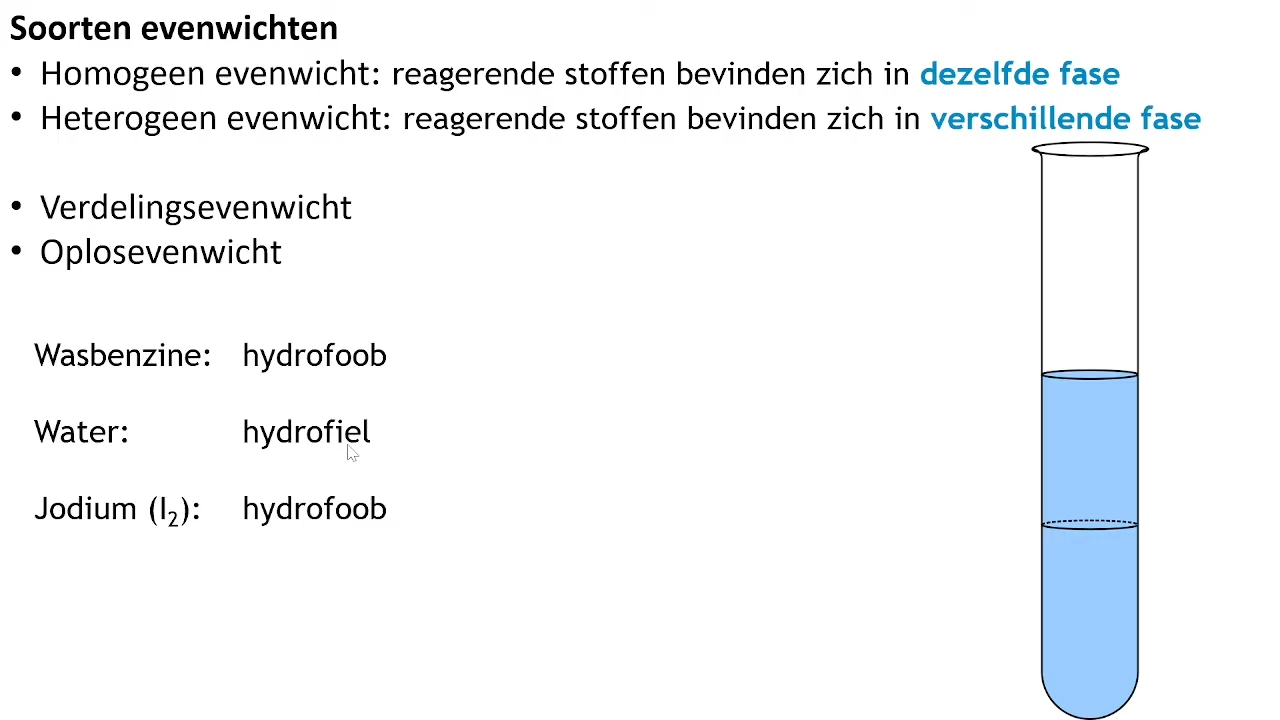 Soorten evenwichten
• Homogeen evenwicht: reagerende stoffen bevinden zich in dezelfde fase
• Heterogeen evenwicht: reagerende stoffen bevinden zich in verschillende fase
• Verdelingsevenwicht
• Oplosevenwicht
Wasbenzine: hydrofoob
Water: hydrofiel
Jodium (I₂): hydrofoob